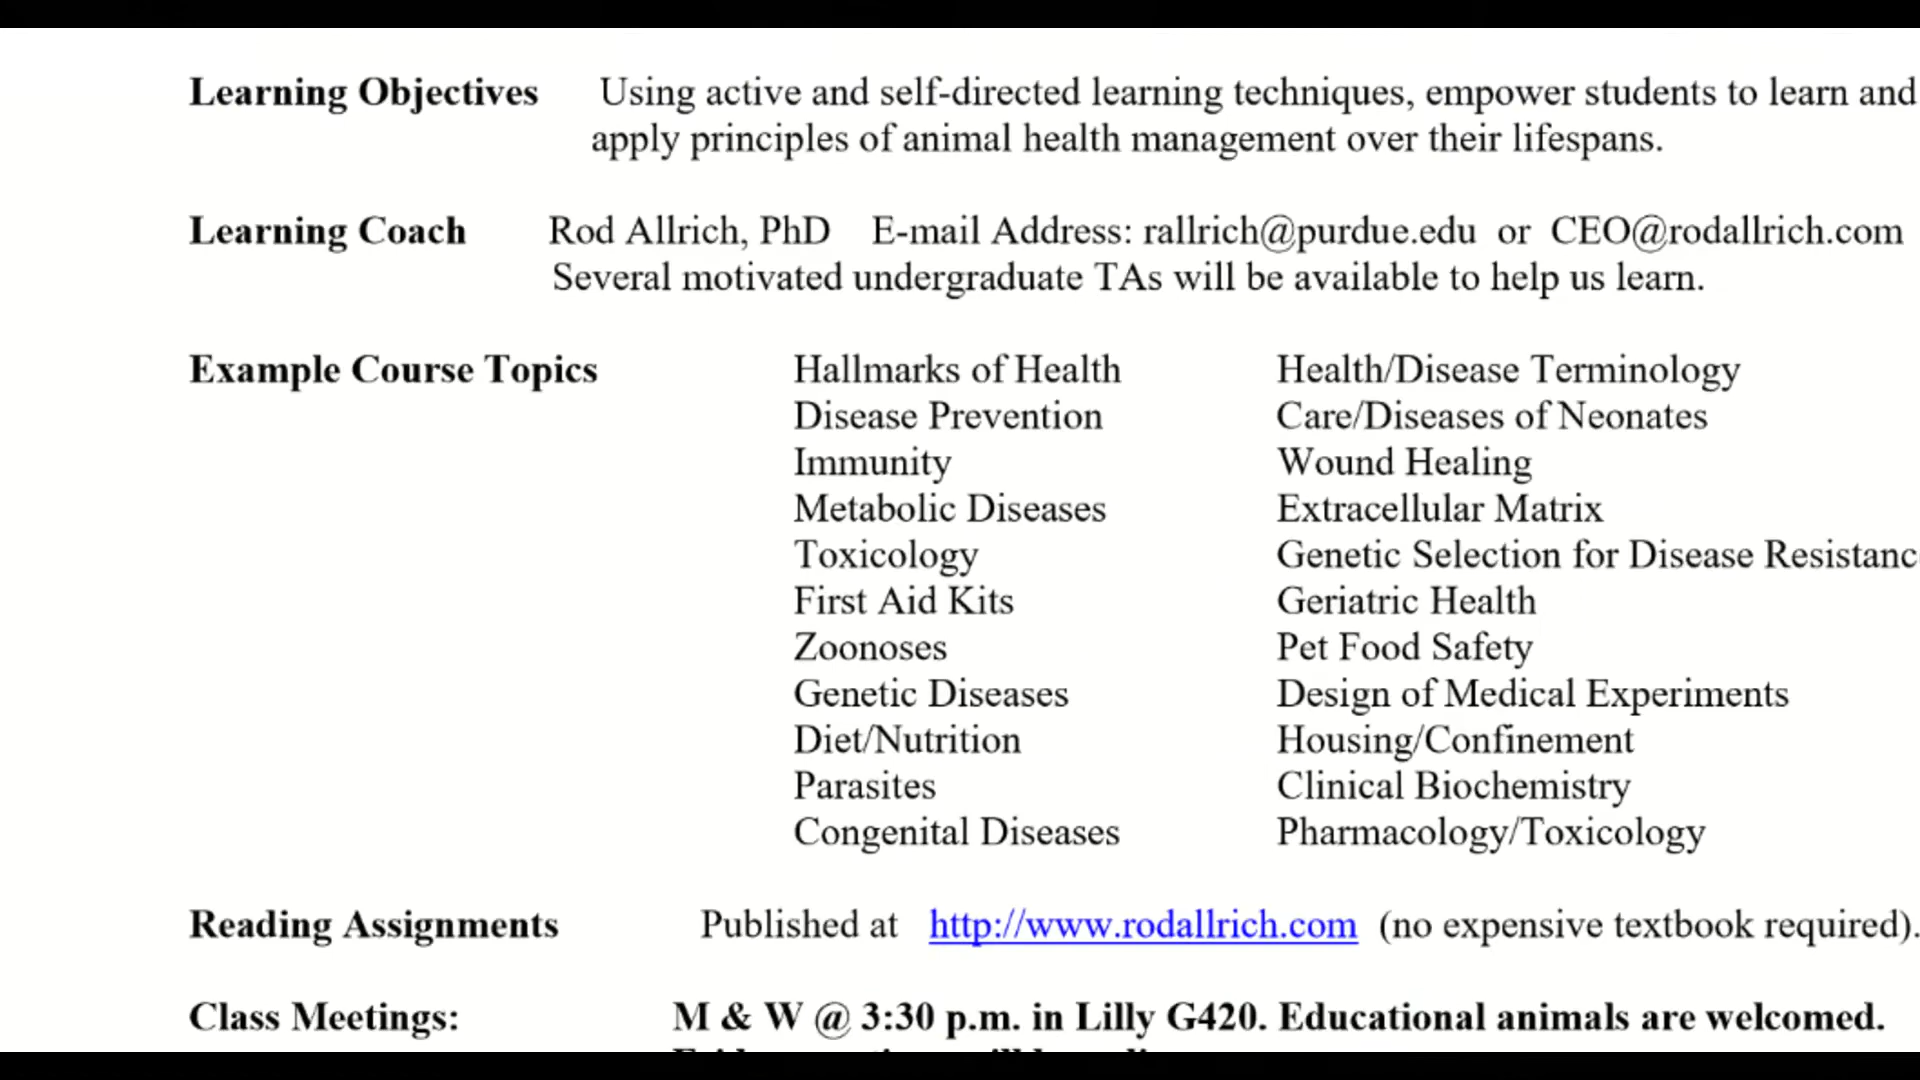 Learning Objectives Using active and self-directed learning techniques, empower students to learn and
apply principles of animal health management over their lifespans.
Learning Coach Rod Allrich, PhD E-mail Address: rallrich@purdue.edu or CEO@rodallrich.com
Several motivated undergraduate TAs will be available to help us learn.
Example Course Topics Hallmarks of Health Health/Disease Terminology
Disease Prevention Care/Diseases of Neonates
Immunity Wound Healing
Metabolic Diseases Extracellular Matrix
Toxicology Genetic Selection for Disease Resistanc
First Aid Kits Geriatric Health
Zoonoses Pet Food Safety
Genetic Diseases Design of Medical Experiments
Diet/Nutrition Housing/Confinement
Parasites Clinical Biochemistry
Congenital Diseases Pharmacology/Toxicology
Reading Assignments Published at http://www.rodallrich.com (no expensive textbook required).
Class Meetings: M & W @ 3:30 p.m. in Lilly G420. Educational animals are welcomed.